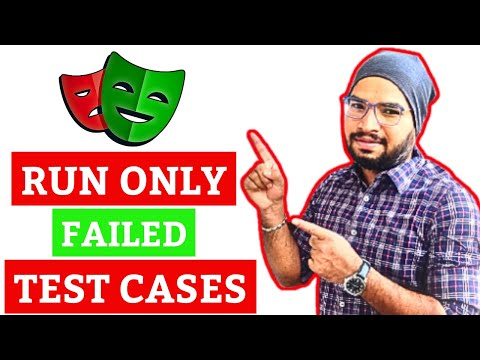 RUN ONLY
FAILED
TEST CASES